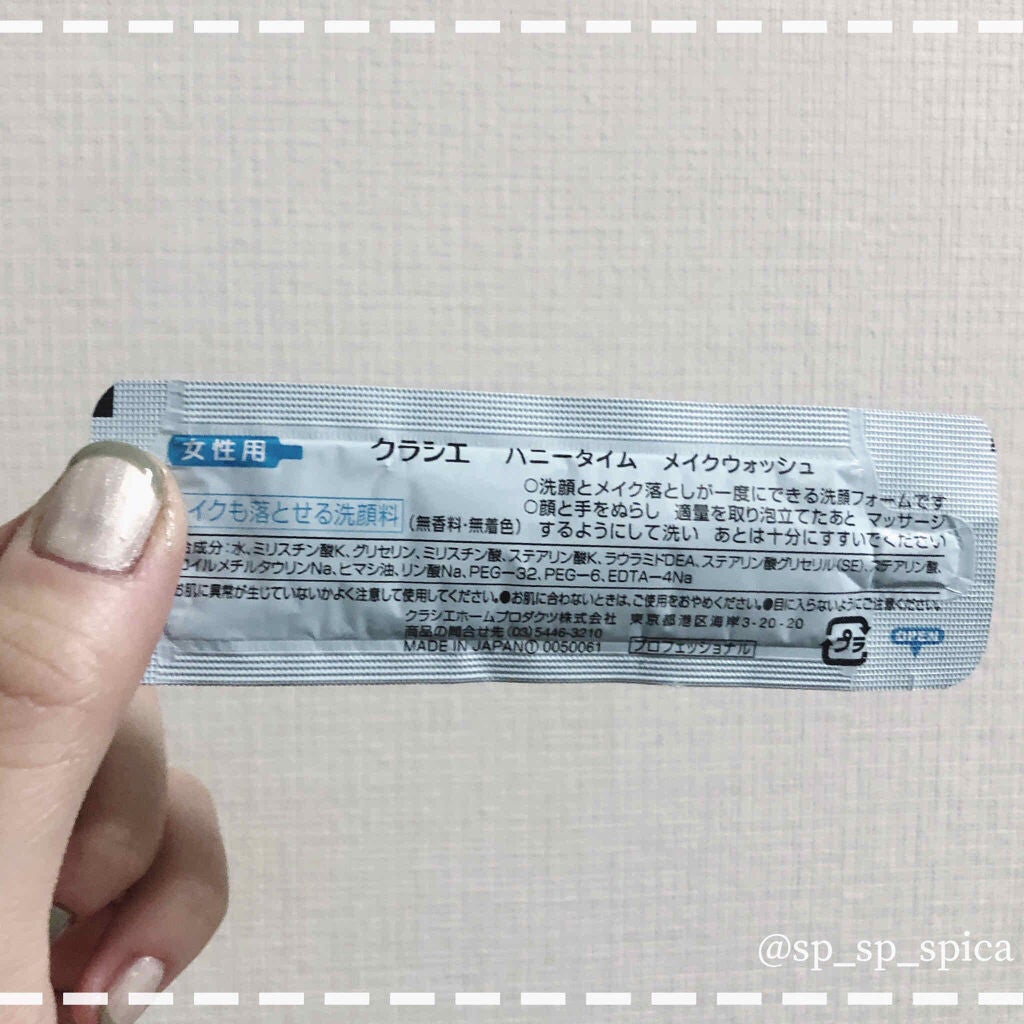 女性用
クラシエ ハニータイム メイクウォッシュ
イクも落とせる洗顔料
(無香料・無着色)
○洗顔とメイク落としが一度にできる洗顔フォームです
○顔と手をぬらし 適量を取り泡立てたあと マッサージ
するようにして洗い あとは十分にすすいでください
成分:水、ミリスチン酸K、グリセリン、ミリスチン酸、ステアリン酸K、ラウラミドDEA、ステアリン酸グリセリル(SE)、ステアリン酸、
イルメチルタウリンNa、ヒマシ油、リン酸Na、PEG-32、PEG-6、EDTA-4Na
お肌に異常が生じていないかよく注意して使用してください。●お肌に合わないときは、ご使用をおやめください。●目に入らないようにご注意ください。
クラシエホームプロダクツ株式会社 東京都港区海岸3-20-20
商品の問合せ先 (03)5446-3210
MADE IN JAPAN① 0050061 プロフェッショナル
プラ
OPEN
@sp_sp_spica